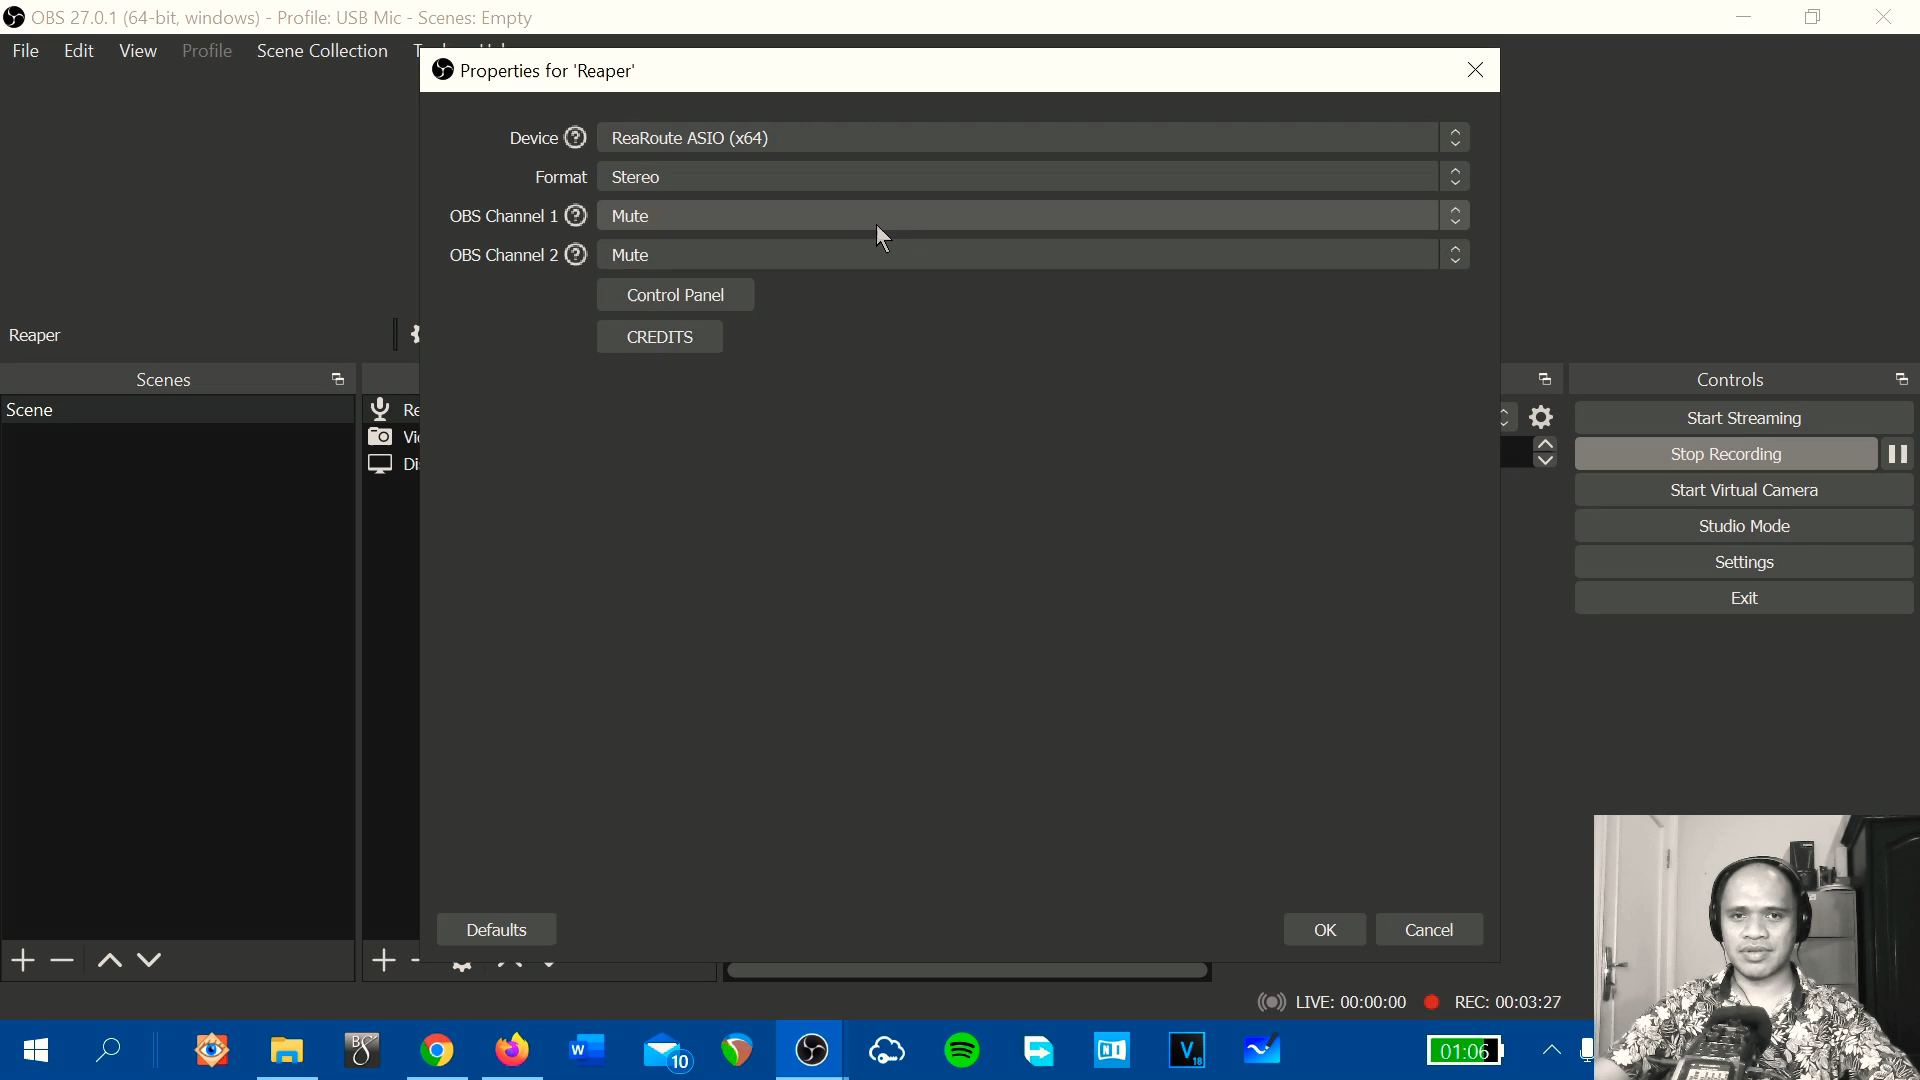 OBS 27.0.1 (64-bit, windows) - Profile: USB Mic - Scenes: Empty
File Edit View Profile Scene Collection
Properties for 'Reaper'
Device ? ReaRoute ASIO (x64)
Format Stereo
OBS Channel 1 ? Mute
OBS Channel 2 ? Mute
Control Panel
CREDITS
Reaper
Scenes
Controls
Scene
Start Streaming
Stop Recording
Start Virtual Camera
Studio Mode
Settings
Exit
Defaults
OK
Cancel
LIVE: 00:00:00
REC: 00:03:27
10
01:06